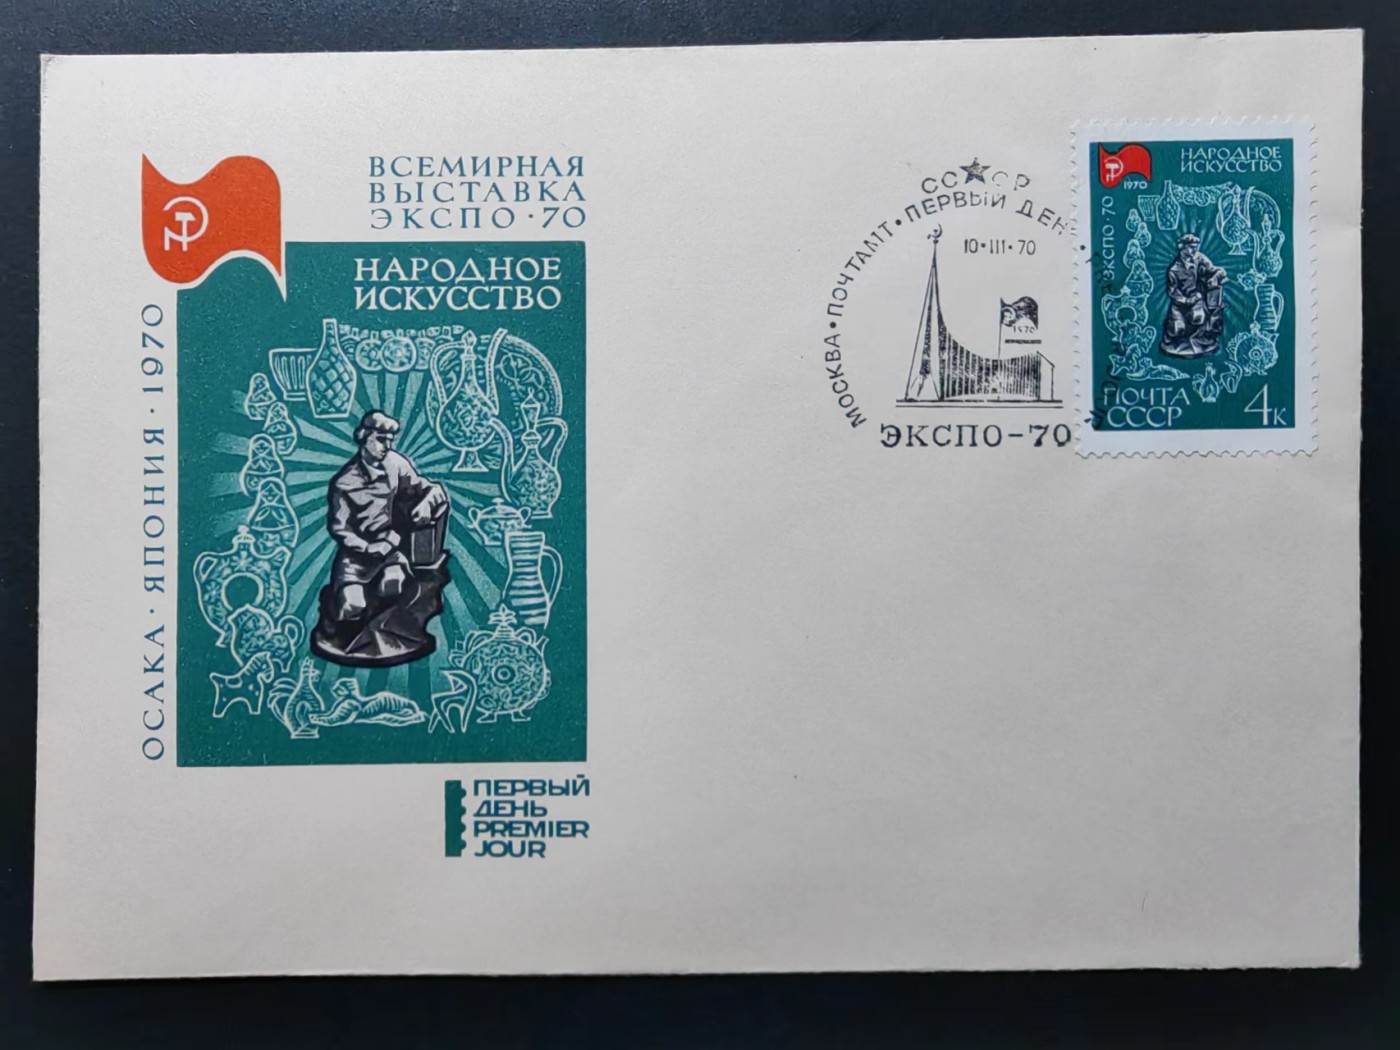 ВСЕМИРНАЯ
ВЫСТАВКА
ЭКСПО·70
НАРОДНОЕ
ИСКУССТВО
ОСАКА·ЯПОНИЯ·1970
ПЕРВЫЙ
ДЕНЬ
PREMIER
JOUR
СССР
МОСКВА•ПОЧТАМТ•ПЕРВЫЙ ДЕН
10•III•70
1970
ЭКСПО-70
НАРОДНОЕ
ИСКУССТВО
1970
ЭКСПО·70
ПОЧТА
СССР
4К